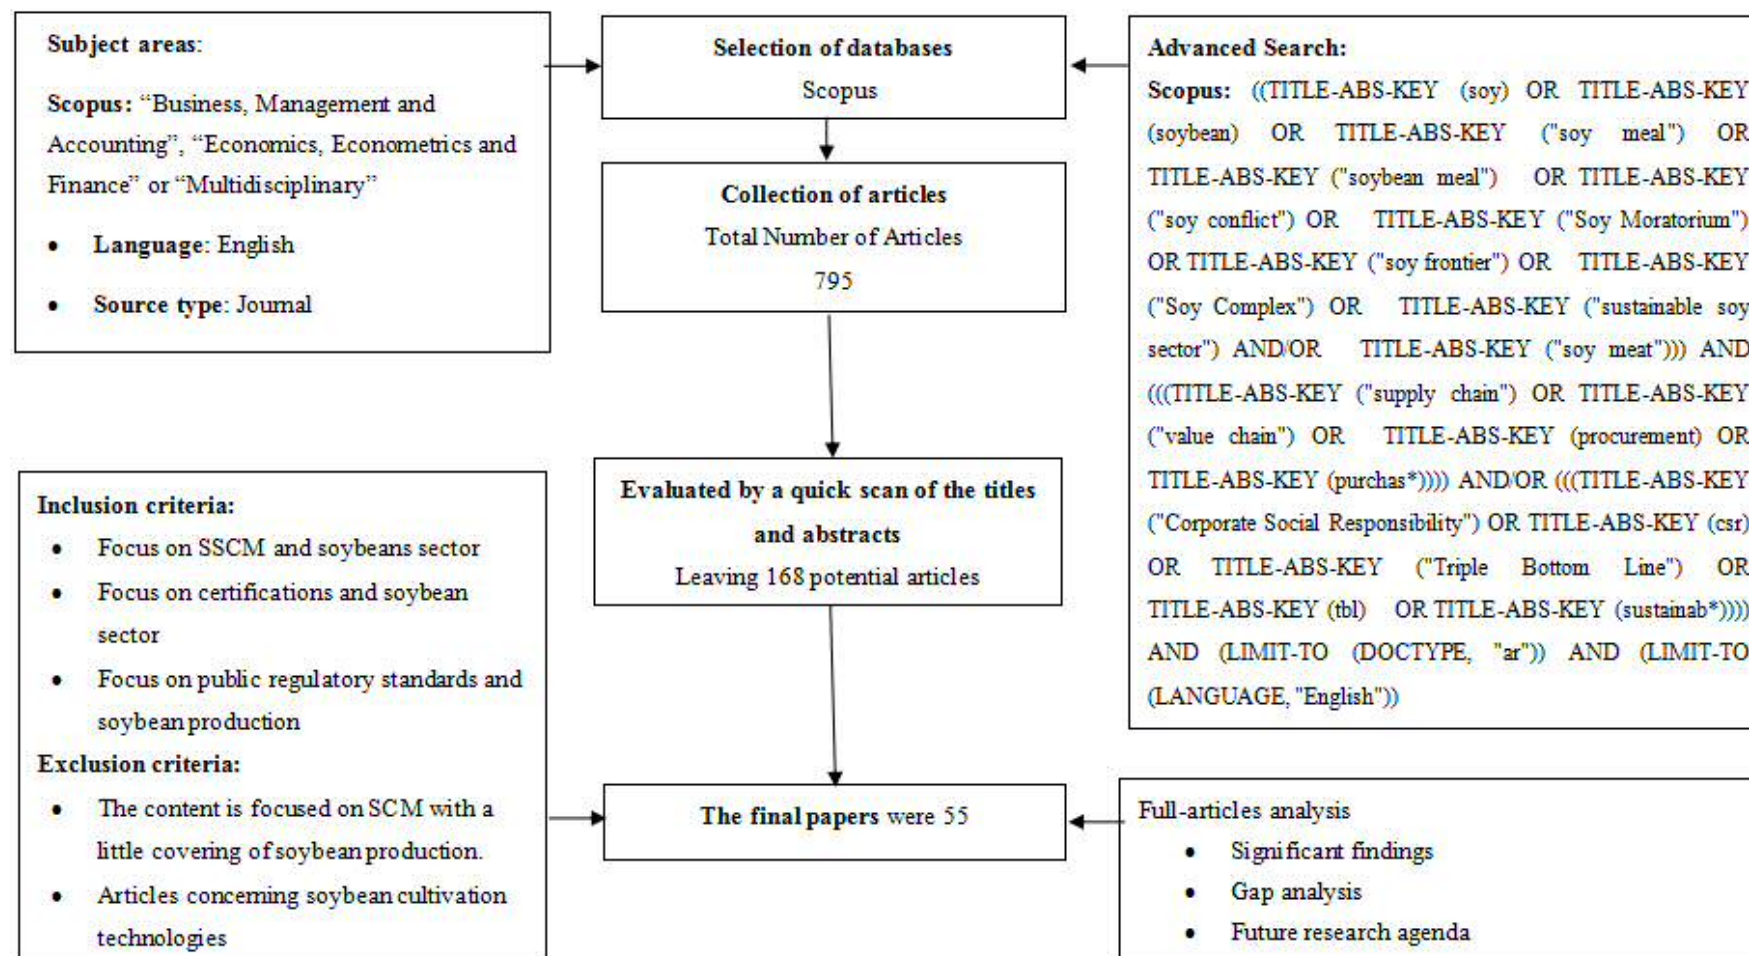 Subject areas:
Scopus: “Business, Management and
Accounting”, “Economics, Econometrics and
Finance” or “Multidisciplinary”
• Language: English
• Source type: Journal
Selection of databases
Scopus
Collection of articles
Total Number of Articles
795
Advanced Search:
Scopus: ((TITLE-ABS-KEY (soy) OR TITLE-ABS-KEY
(soybean) OR TITLE-ABS-KEY ("soy meal") OR
TITLE-ABS-KEY ("soybean meal") OR TITLE-ABS-KEY
("soy conflict") OR TITLE-ABS-KEY ("Soy Moratorium")
OR TITLE-ABS-KEY ("soy frontier") OR TITLE-ABS-KEY
("Soy Complex") OR TITLE-ABS-KEY ("sustainable soy
sector") AND/OR TITLE-ABS-KEY ("soy meat"))) AND
(((TITLE-ABS-KEY ("supply chain") OR TITLE-ABS-KEY
("value chain") OR TITLE-ABS-KEY (procurement) OR
TITLE-ABS-KEY (purchas*)))) AND/OR (((TITLE-ABS-KEY
("Corporate Social Responsibility") OR TITLE-ABS-KEY (csr)
OR TITLE-ABS-KEY ("Triple Bottom Line") OR
TITLE-ABS-KEY (tbl) OR TITLE-ABS-KEY (sustainab*))))
AND (LIMIT-TO (DOCTYPE, "ar")) AND (LIMIT-TO
(LANGUAGE, "English"))
Evaluated by a quick scan of the titles
and abstracts
Leaving 168 potential articles
Inclusion criteria:
• Focus on SSCM and soybeans sector
• Focus on certifications and soybean
sector
• Focus on public regulatory standards and
soybean production
Exclusion criteria:
• The content is focused on SCM with a
little covering of soybean production.
• Articles concerning soybean cultivation
technologies
The final papers were 55
Full-articles analysis
• Significant findings
• Gap analysis
• Future research agenda